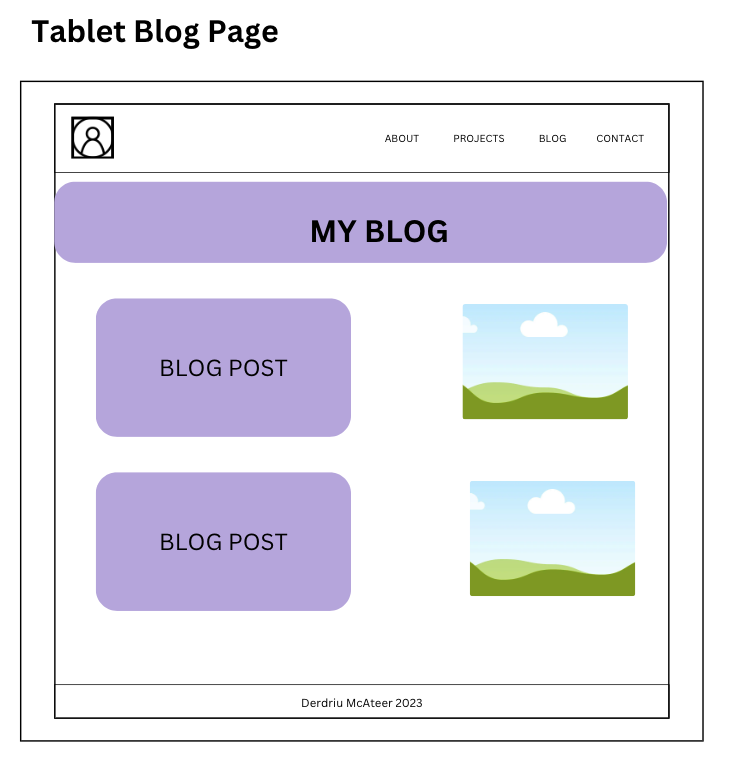 Tablet Blog Page
ABOUT PROJECTS BLOG CONTACT
MY BLOG
BLOG POST
BLOG POST
Derdriu McAteer 2023